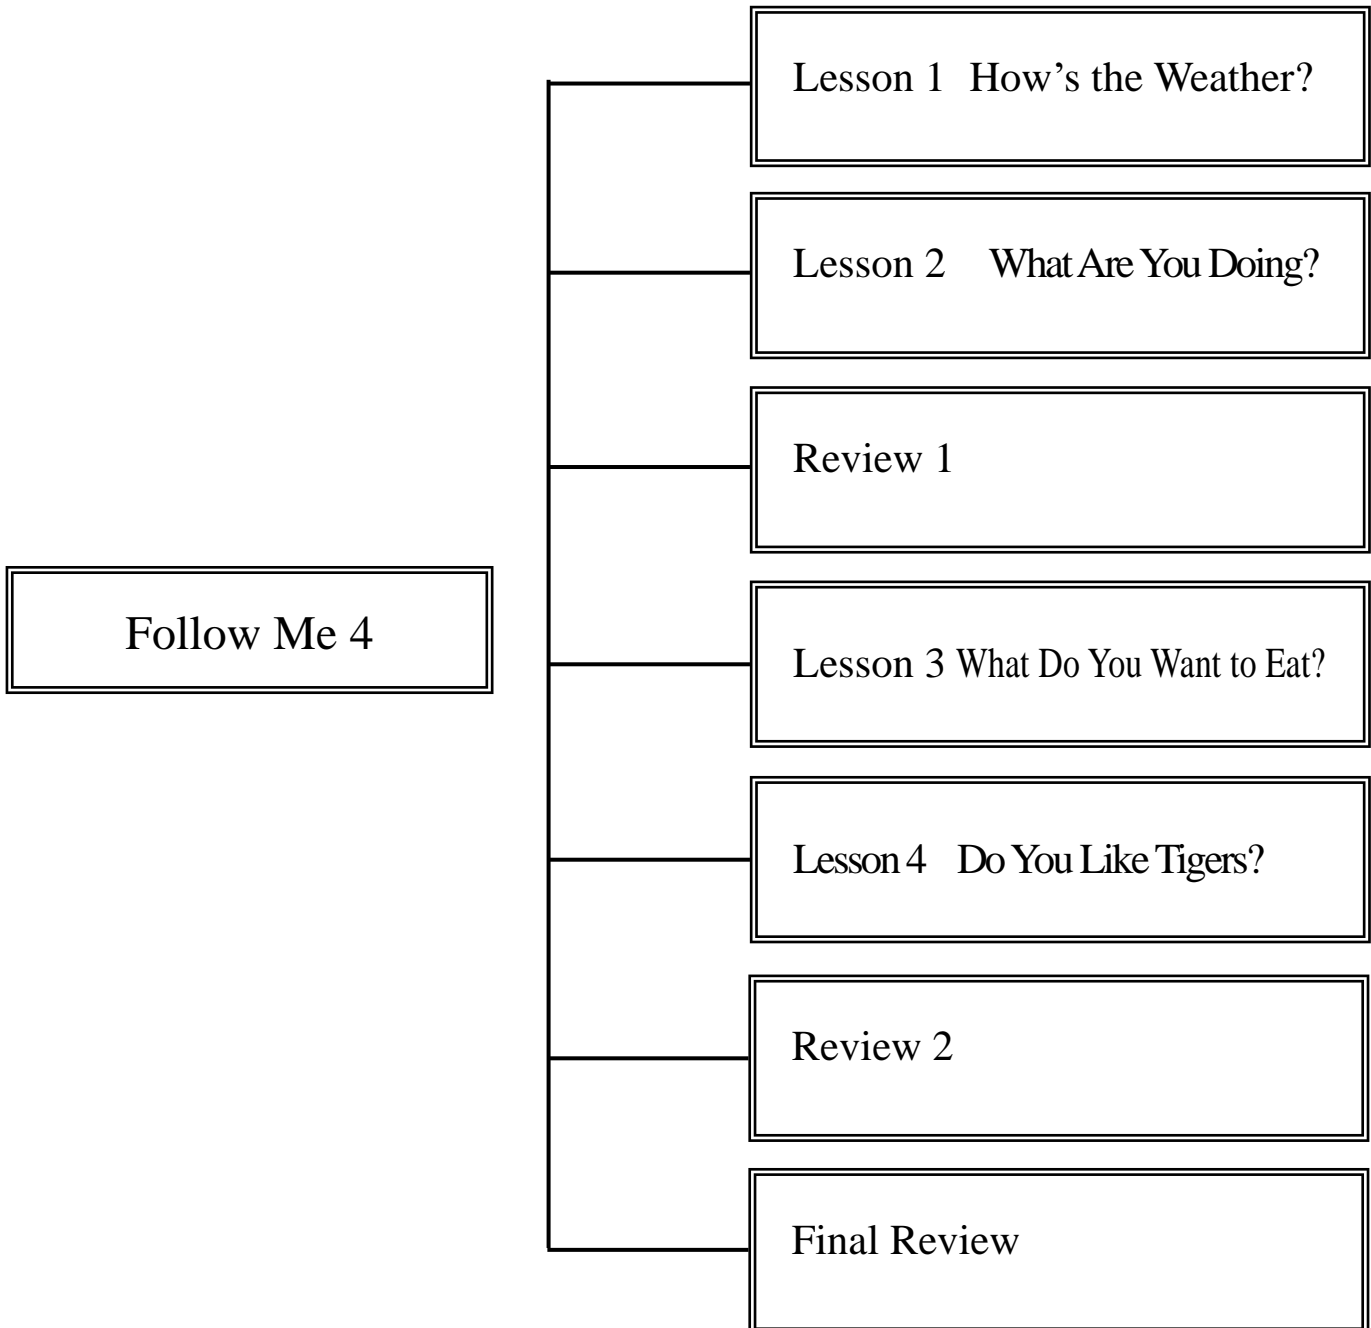 Follow Me 4
Lesson 1 How's the Weather?
Lesson 2 What Are You Doing?
Review 1
Lesson 3 What Do You Want to Eat?
Lesson 4 Do You Like Tigers?
Review 2
Final Review